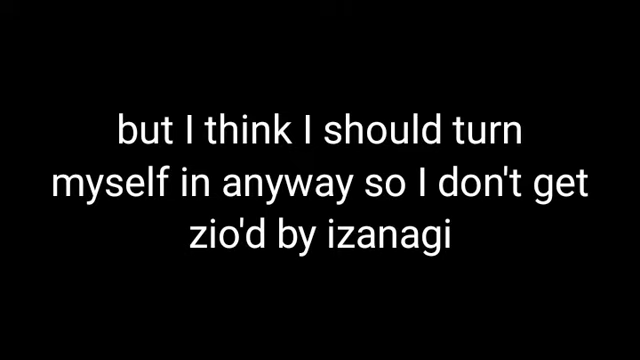 but I think I should turn
myself in anyway so I don't get
zio'd by izanagi